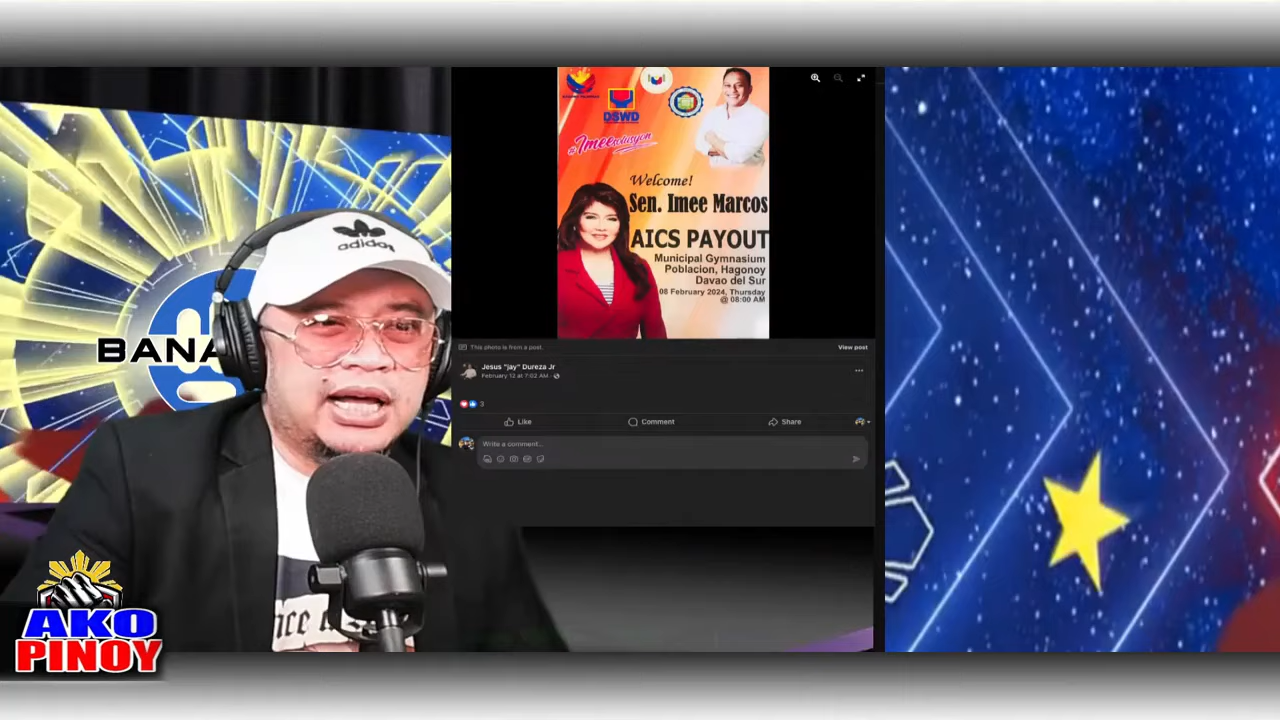 adidas
BANA
AKO
PINOY
DSWD
#Imeesolusyon
Welcome!
Sen. Imee Marcos
AICS PAYOUT
Municipal Gymnasium
Poblacion, Hagonoy
Davao del Sur
08 February 2024, Thursday
@ 08:00 AM
This photo is from a post.
View post
Jesus "jay" Dureza Jr
February 12 at 7:02 AM
3
Like
Comment
Share
Write a comment...